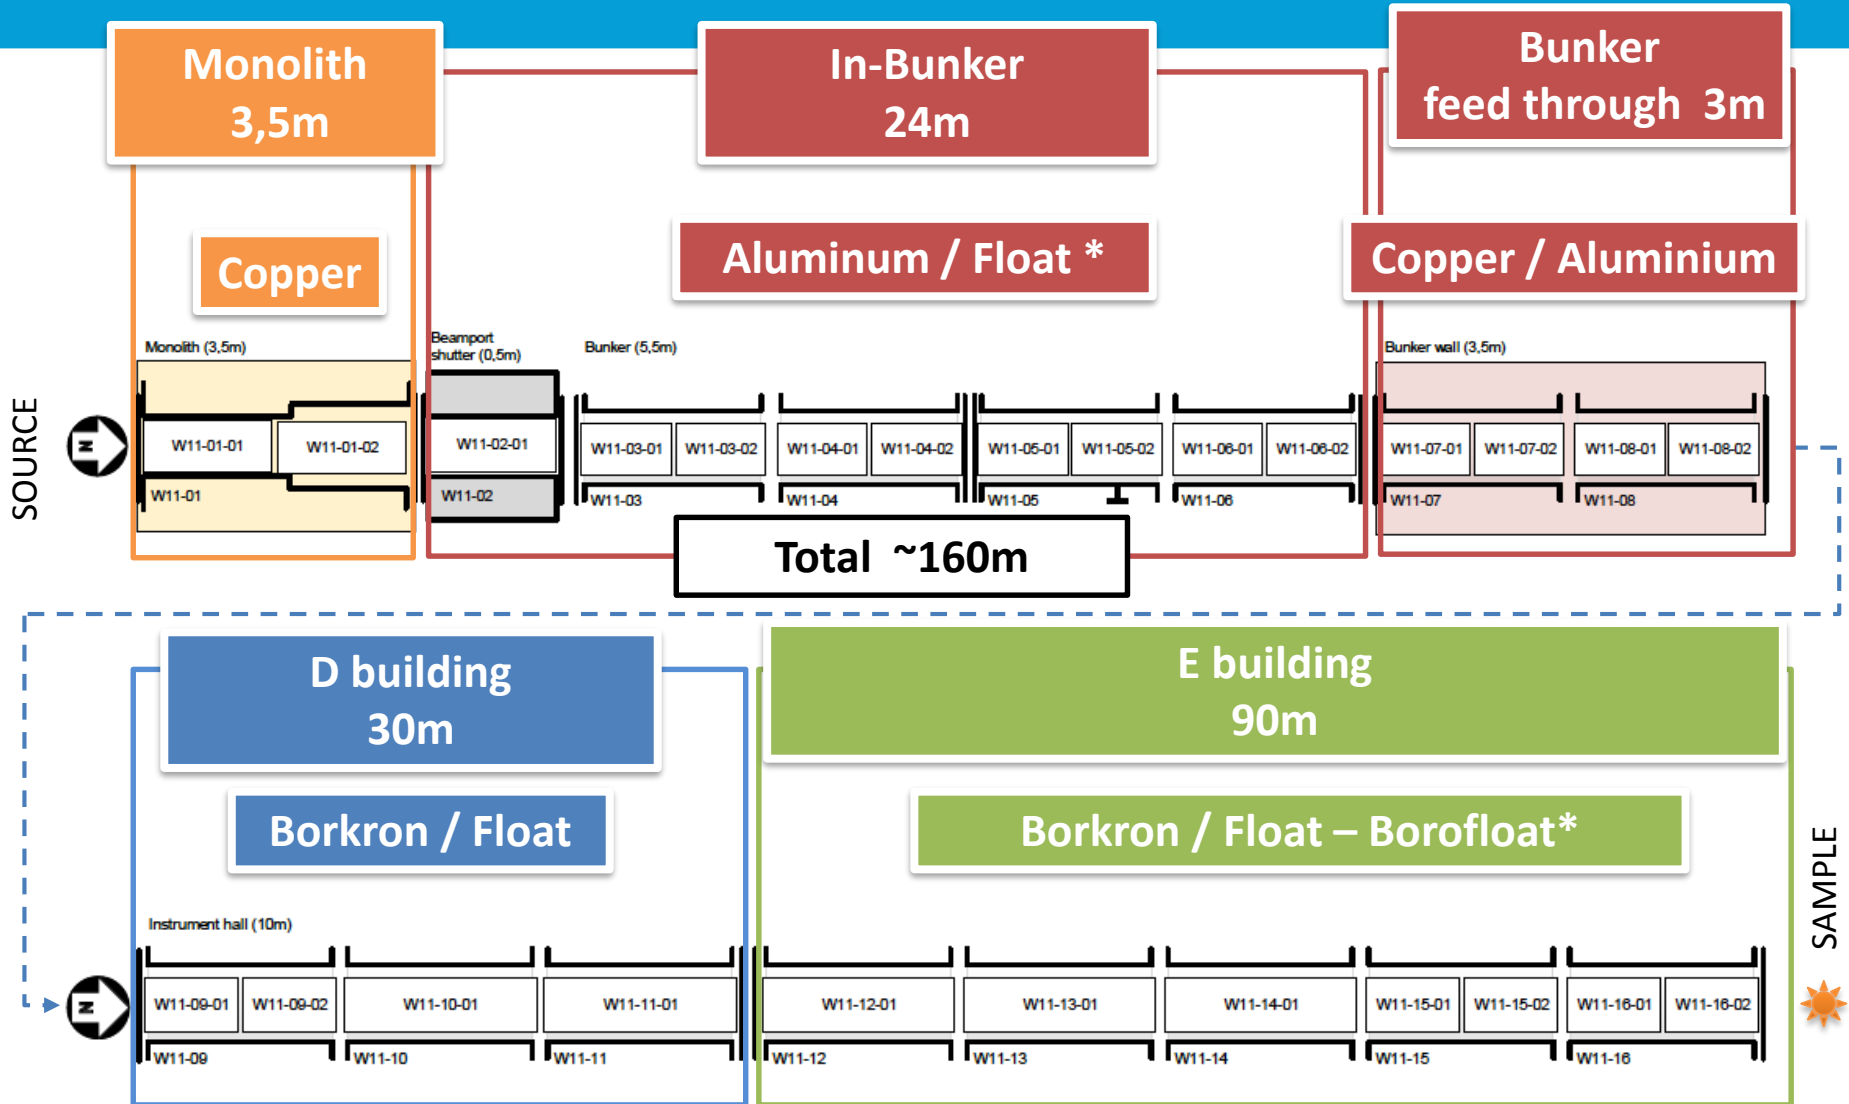 Monolith
3,5m
In-Bunker
24m
Bunker
feed through 3m
Copper
Aluminum / Float *
Copper / Aluminium
Monolith (3,5m)
Beamport
shutter (0,5m)
Bunker (5,5m)
Bunker wall (3,5m)
SOURCE
N
W11-01-01
W11-01-02
W11-02-01
W11-03-01
W11-03-02
W11-04-01
W11-04-02
W11-05-01
W11-05-02
W11-06-01
W11-06-02
W11-07-01
W11-07-02
W11-08-01
W11-08-02
W11-01
W11-02
W11-03
W11-04
W11-05
W11-06
W11-07
W11-08
Total ~160m
D building
30m
E building
90m
Borkron / Float
Borkron / Float – Borofloat*
Instrument hall (10m)
SAMPLE
N
W11-09-01
W11-09-02
W11-10-01
W11-11-01
W11-12-01
W11-13-01
W11-14-01
W11-15-01
W11-15-02
W11-16-01
W11-16-02
W11-09
W11-10
W11-11
W11-12
W11-13
W11-14
W11-15
W11-16